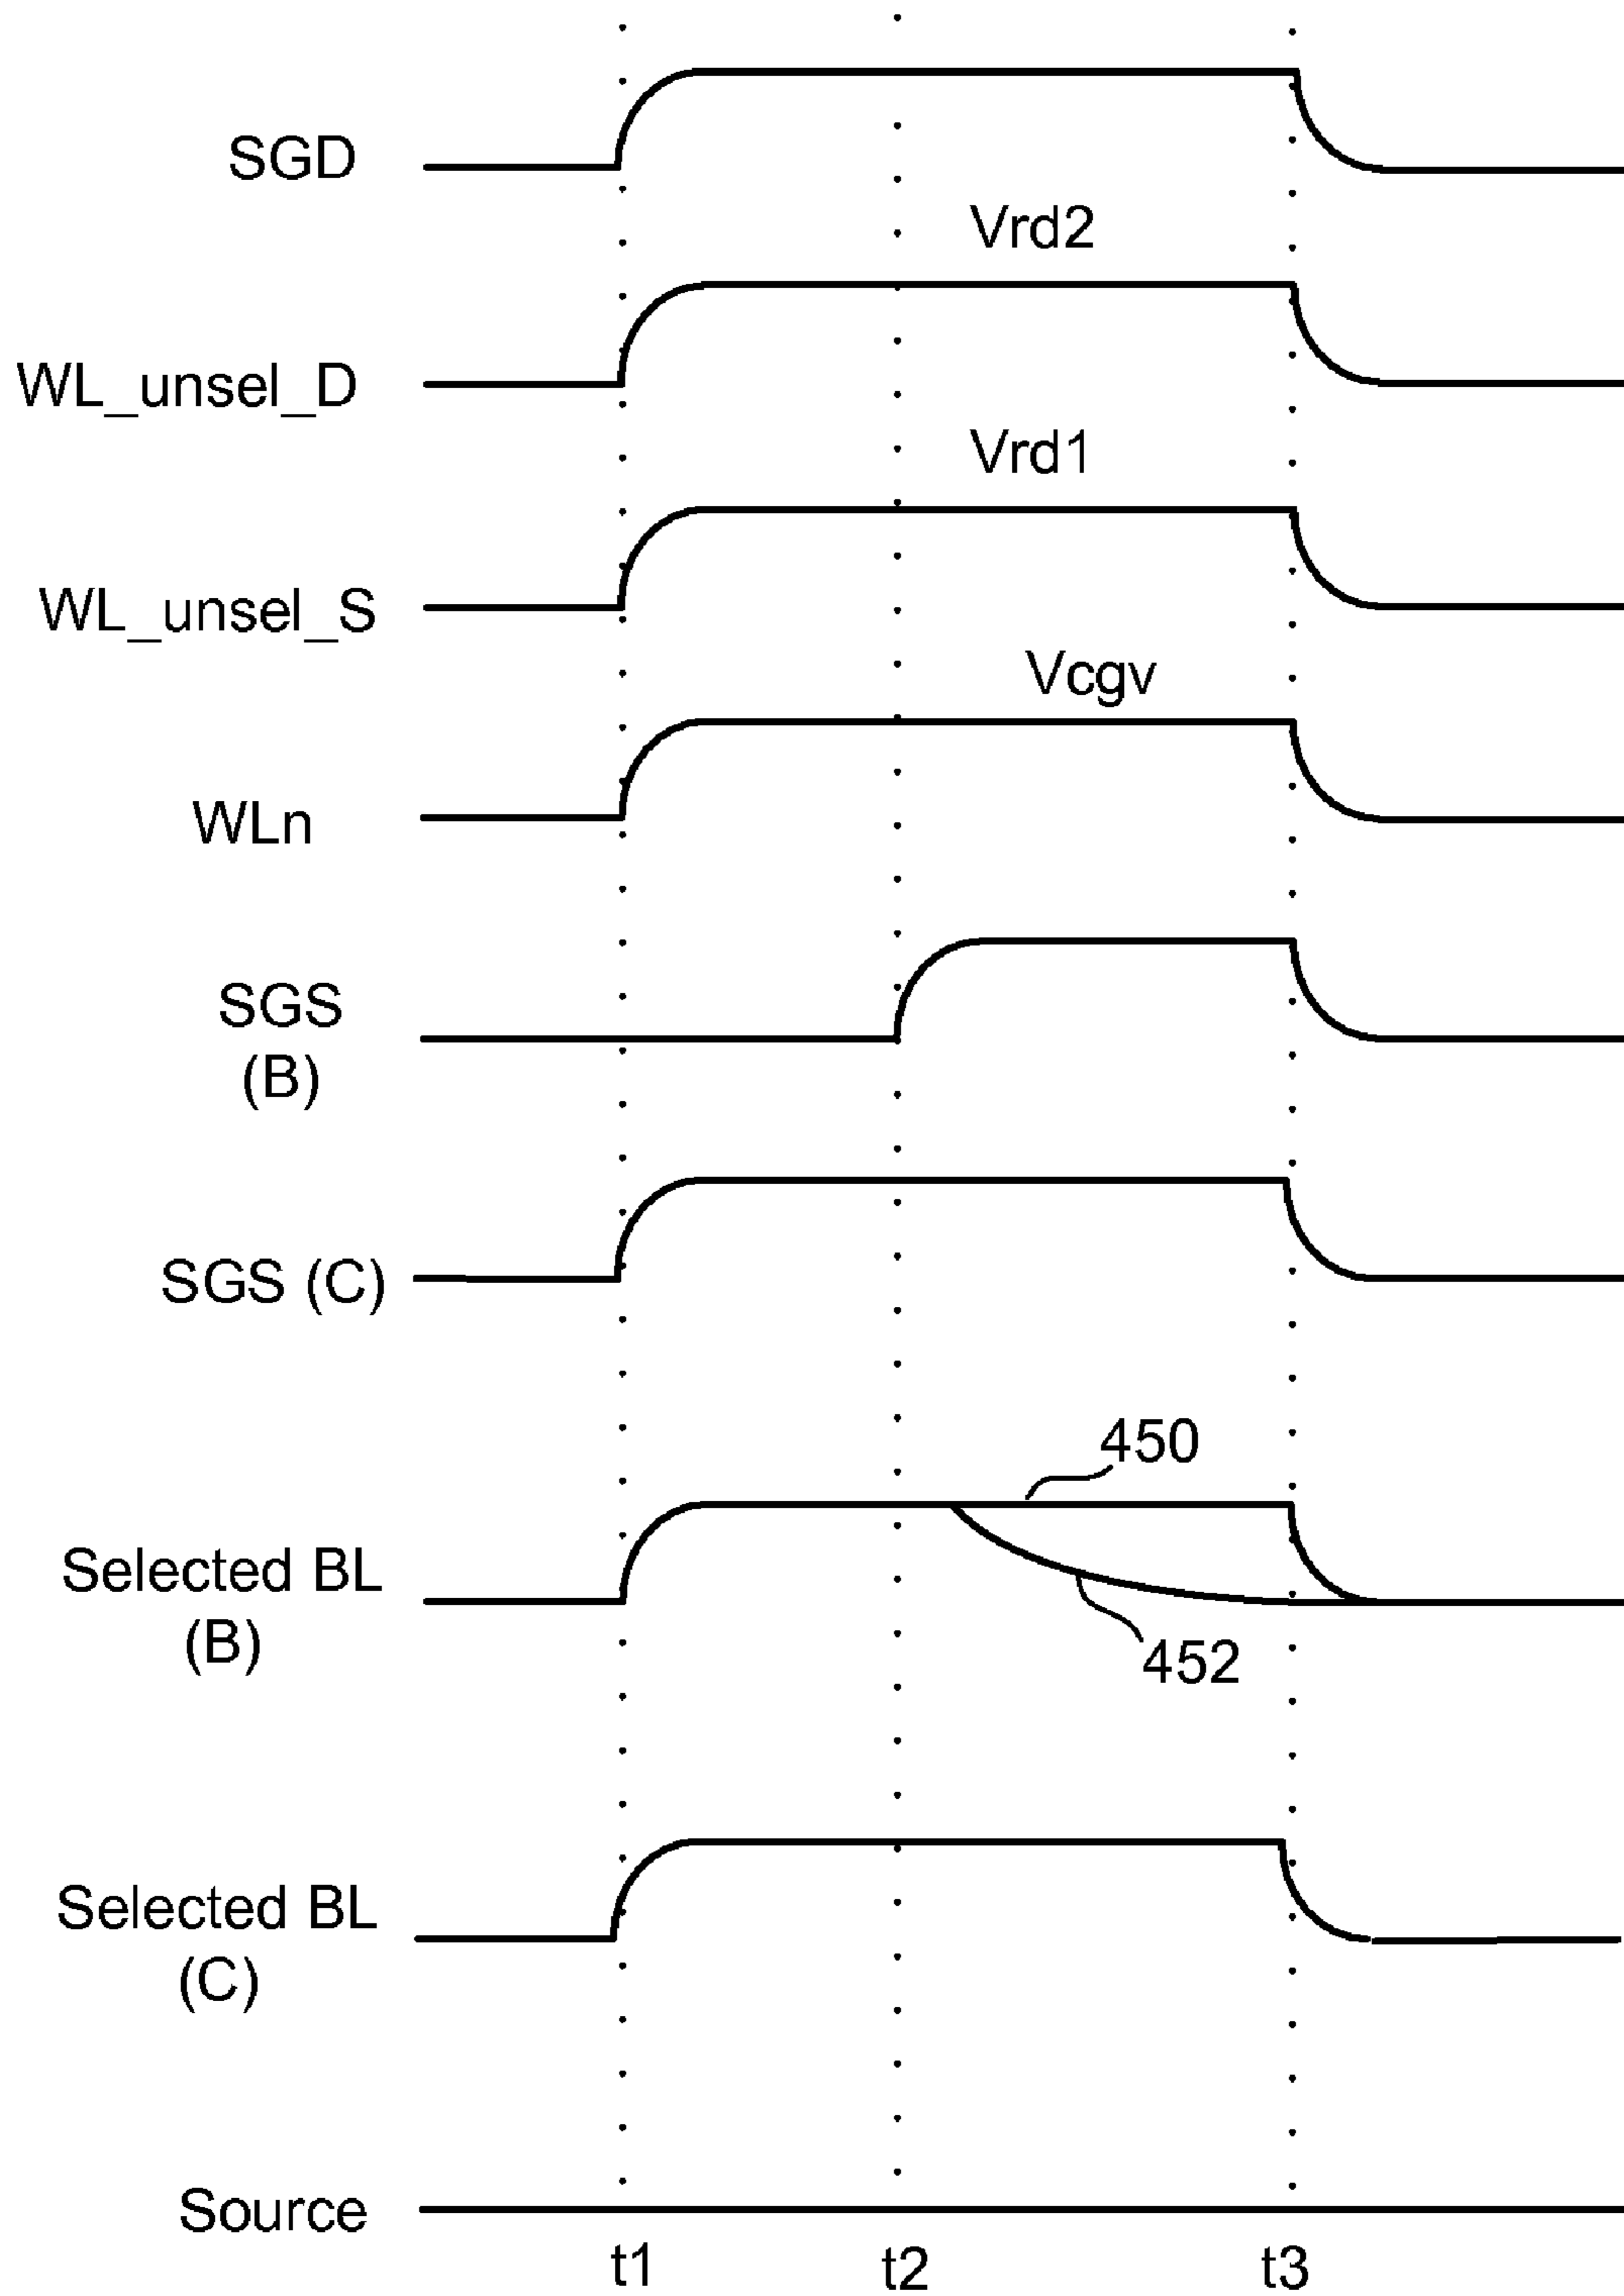 SGD
Vrd2
WL_unsel_D
Vrd1
WL_unsel_S
Vcgv
WLn
SGS
(B)
SGS (C)
450
Selected BL
(B)
452
Selected BL
(C)
Source
t1 t2 t3